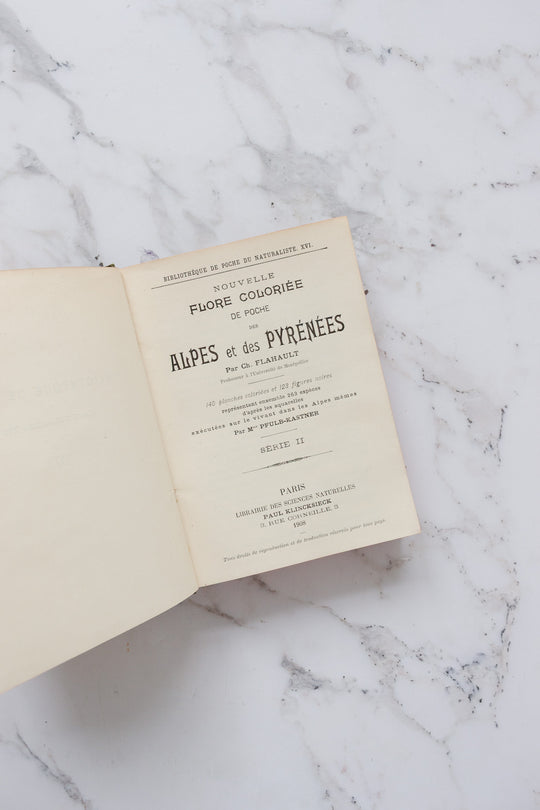 BIBLIOTHÈQUE DE POCHE DU NATURALISTE. XVI.
NOUVELLE
FLORE COLORIÉE
DE POCHE
DES
ALPES et des PYRÉNÉES
Par Ch. FLAHAULT
Professeur à l'Université de Montpellier
140 planches coloriées et 123 figures noires
représentant ensemble 263 espèces
d'après les aquarelles
exécutées sur le vivant dans les Alpes mêmes
Par Mme PFULB-KASTNER
SÉRIE II
PARIS
LIBRAIRIE DES SCIENCES NATURELLES
PAUL KLINCKSIECK
3, RUE CORNEILLE, 3
1908
Tous droits de reproduction et de traduction réservés pour tous pays.